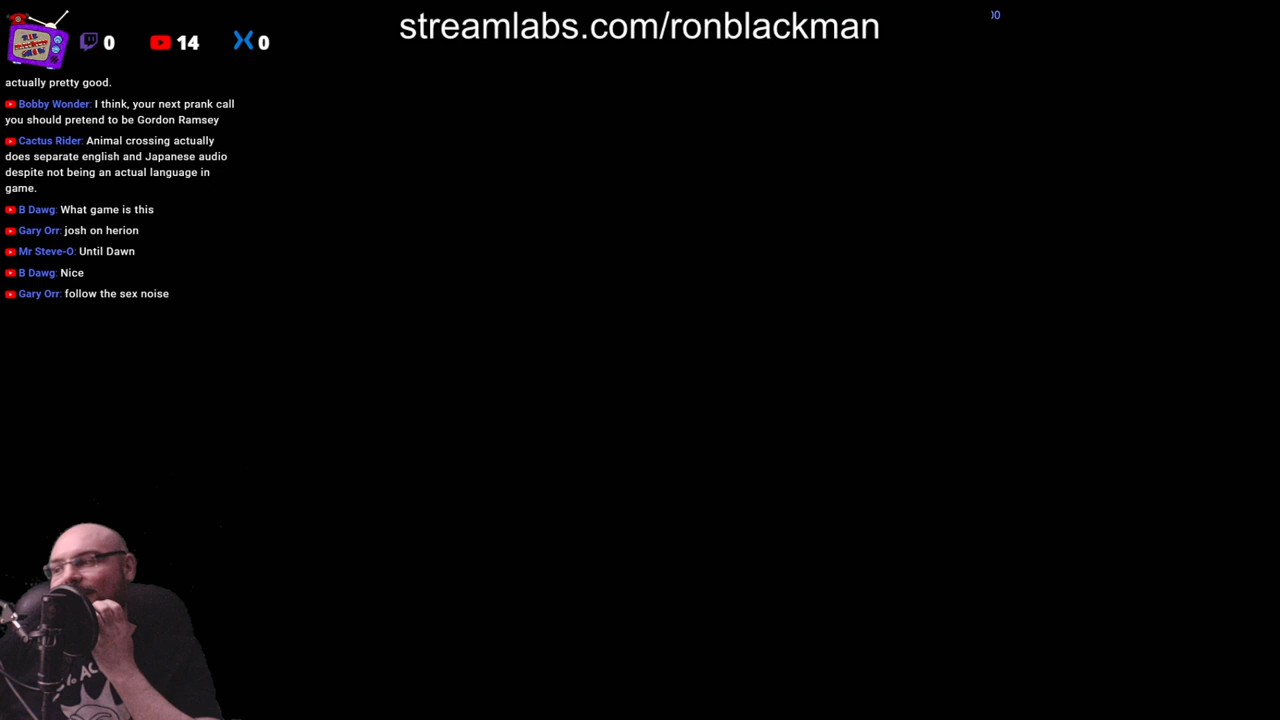 streamlabs.com/ronblackman
0 14 0
actually pretty good.
Bobby Wonder: I think, your next prank call
you should pretend to be Gordon Ramsey
Cactus Rider: Animal crossing actually
does separate english and Japanese audio
despite not being an actual language in
game.
B Dawg: What game is this
Gary Orr: josh on herion
Mr Steve-O: Until Dawn
B Dawg: Nice
Gary Orr: follow the sex noise